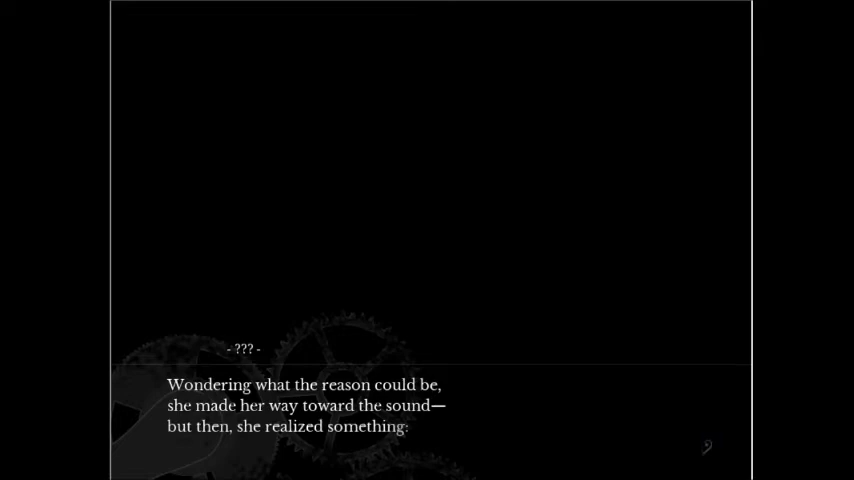 - ??? -
Wondering what the reason could be,
she made her way toward the sound—
but then, she realized something: